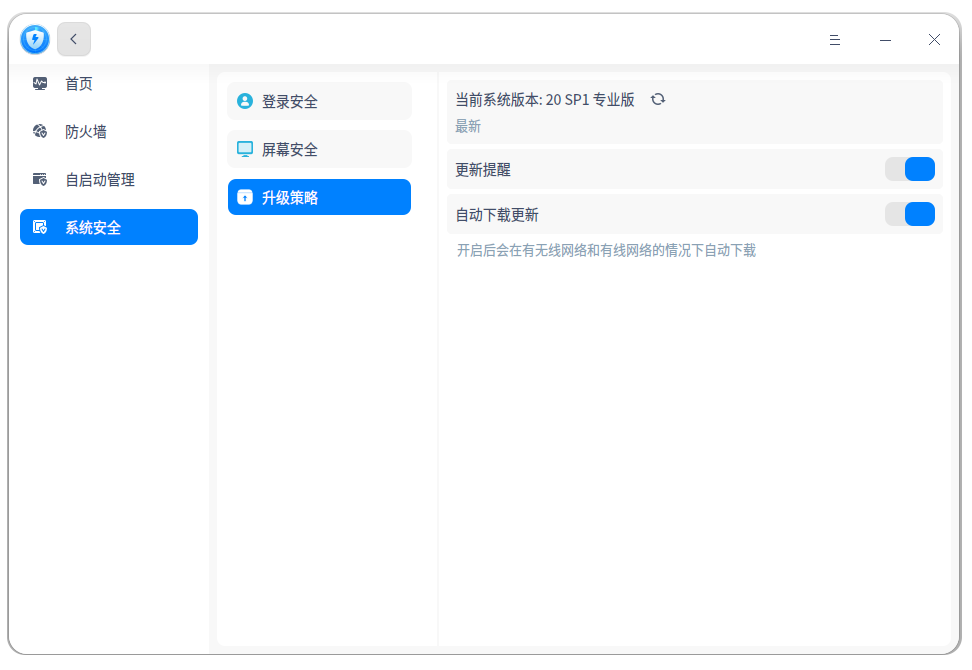 首页
防火墙
自启动管理
系统安全
登录安全
屏幕安全
升级策略
当前系统版本: 20 SP1 专业版
最新
更新提醒
自动下载更新
开启后会在有无线网络和有线网络的情况下自动下载